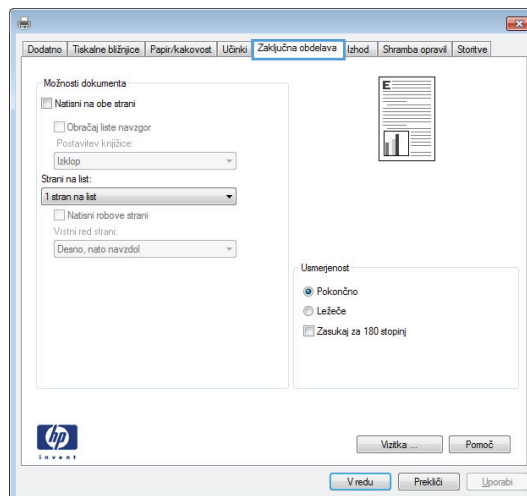 Dodatno Tiskalne bližnjice Papir/kakovost Učinki Zaključna obdelava Izhod Shramba opravil Storitve
Možnosti dokumenta
Natisni na obe strani
Obračaj liste navzgor
Postavitev knjižice:
Izklop
Strani na list:
1 stran na list
Natisni robove strani
Vrstni red strani:
Desno, nato navzdol
E
Usmerjenost
Pokončno
Ležeče
Zasukaj za 180 stopinj
hp
invent
Vizitka ... Pomoč
V redu Prekliči Uporabi